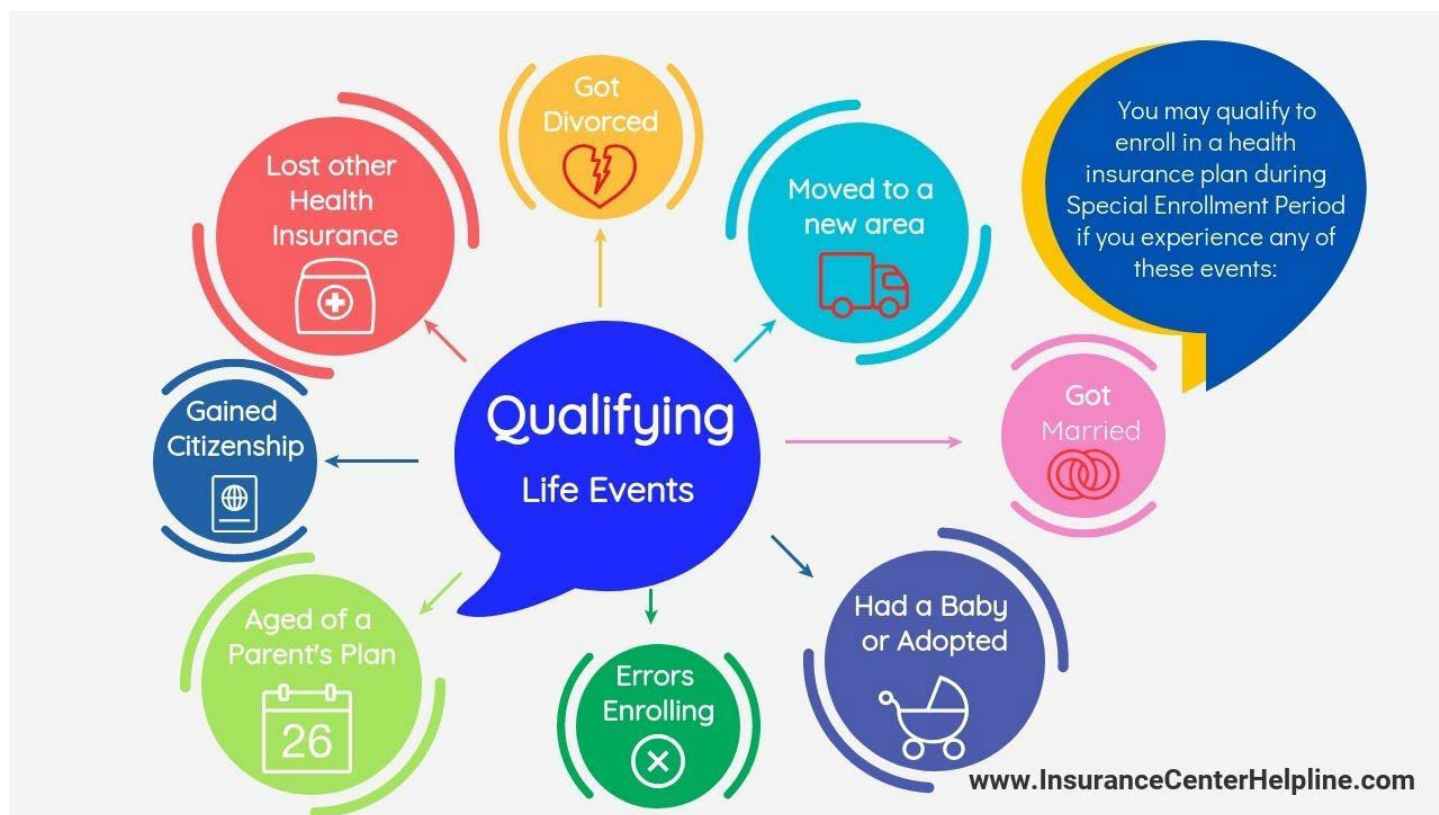 You may qualify to
enroll in a health
insurance plan during
Special Enrollment Period
if you experience any of
these events:
Qualifying
Life Events
Got
Divorced
Moved to a
new area
Got
Married
Had a Baby
or Adopted
Errors
Enrolling
Aged of a
Parent's Plan
26
Gained
Citizenship
Lost other
Health
Insurance
www.InsuranceCenterHelpline.com